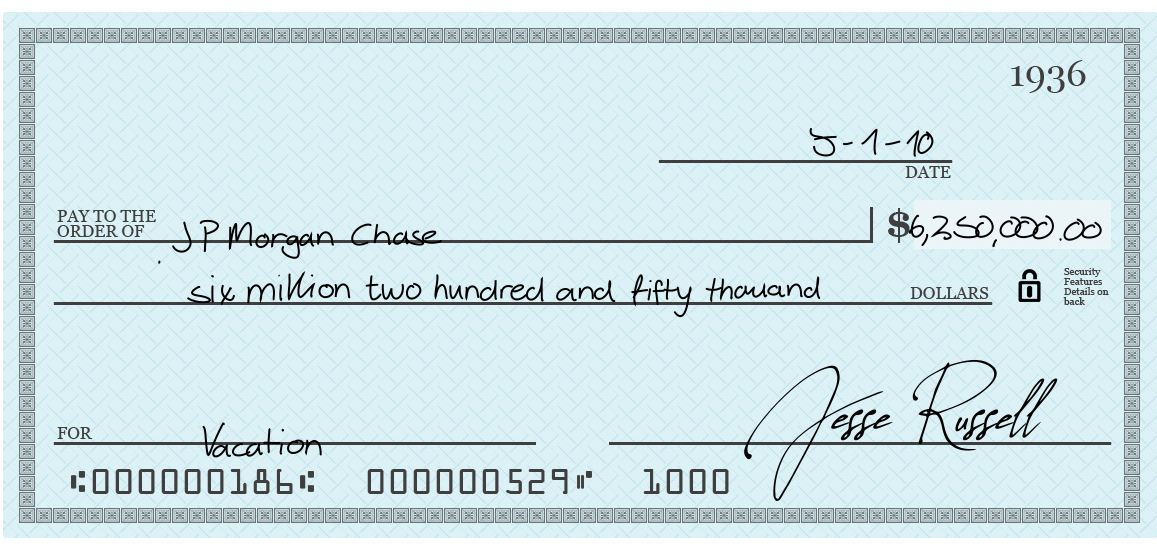 1936
5-1-10
DATE
PAY TO THE
ORDER OF JP Morgan Chase $6,250,000.00
six million two hundred and fifty thouand DOLLARS
Security
Features
Details on
back
FOR Vacation Jesse Russell
⑆000000186⑆ 000000529⑈ 1000